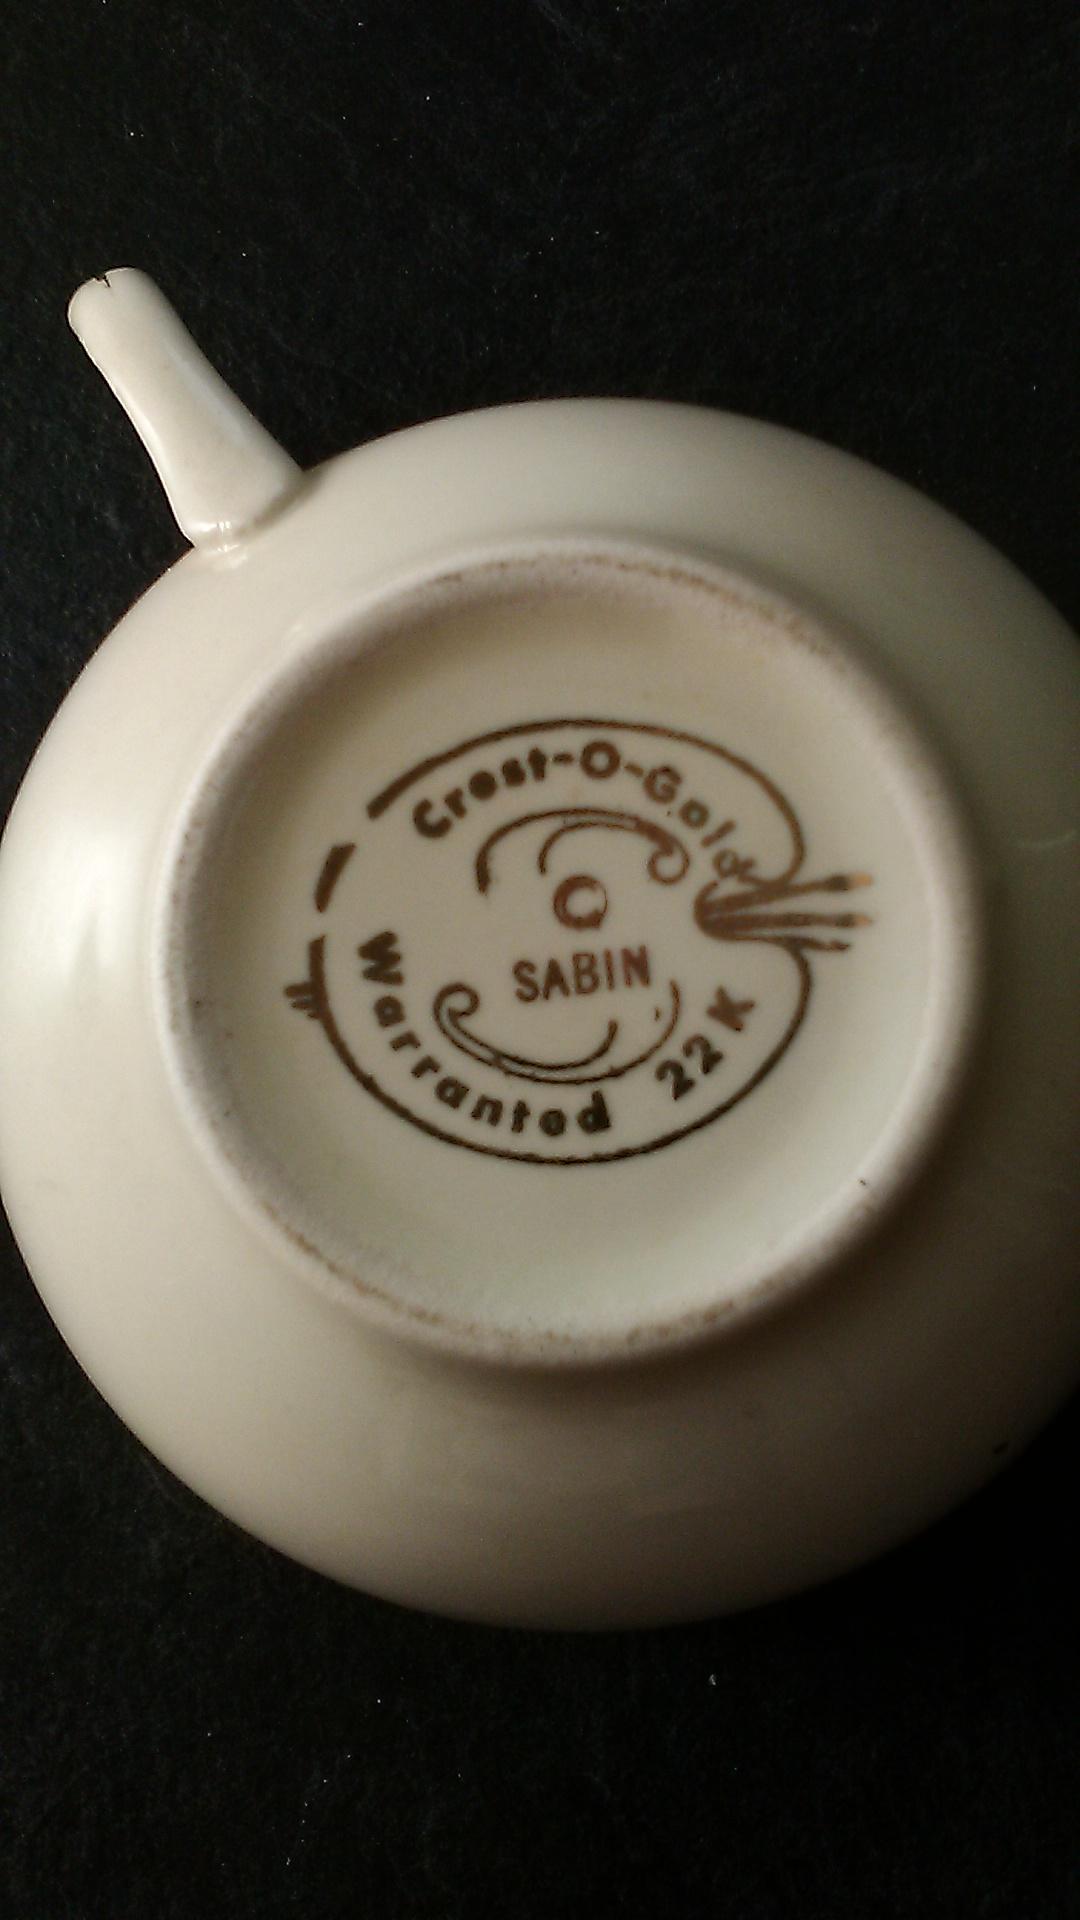 Crest-O-Gold
C
SABIN
Warranted 22K